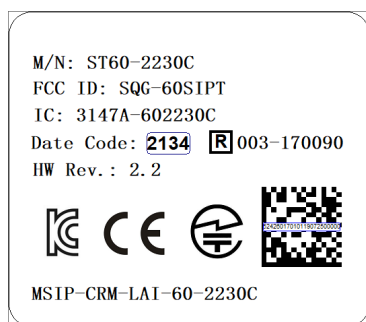 M/N: ST60-2230C
FCC ID: SQG-60SIPT
IC: 3147A-602230C
Date Code: 2134 R 003-170090
HW Rev.: 2.2
CE
MSIP-CRM-LAI-60-2230C